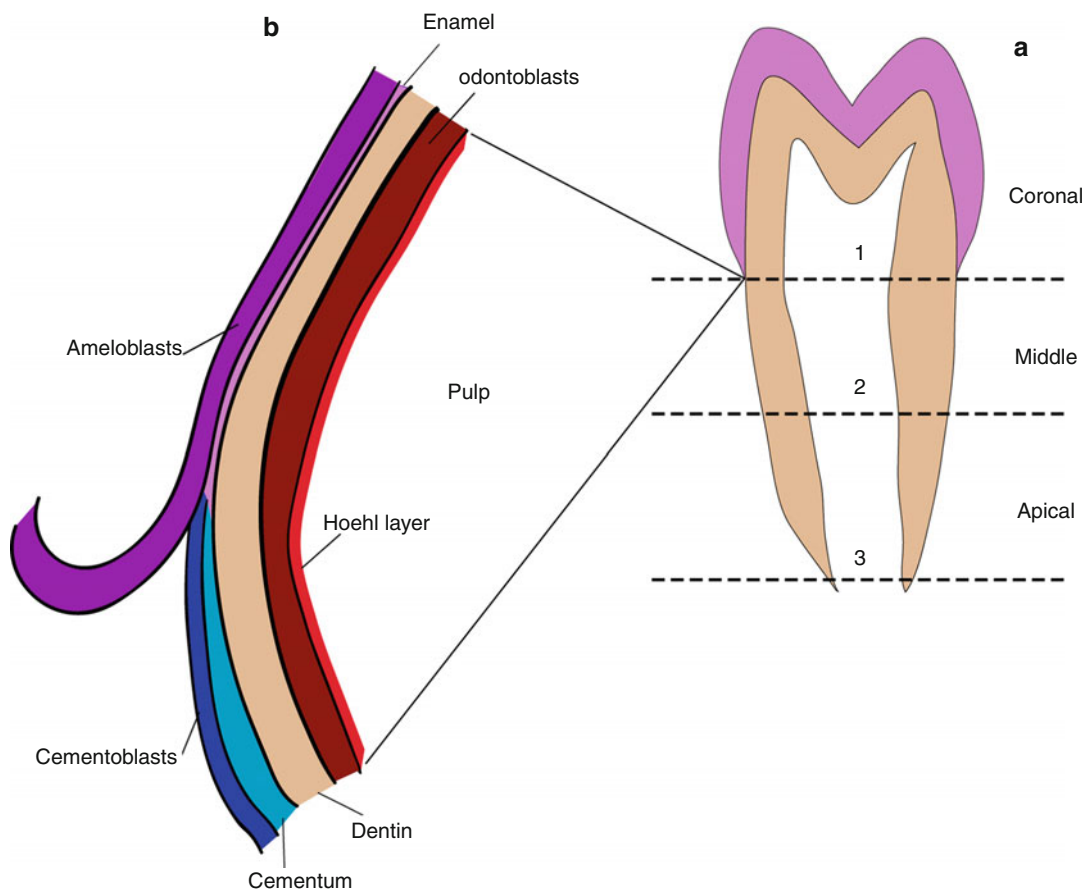 b
Enamel
a
odontoblasts
Coronal
1
Ameloblasts
Middle
2
Pulp
Hoehl layer
Apical
3
Cementoblasts
Dentin
Cementum